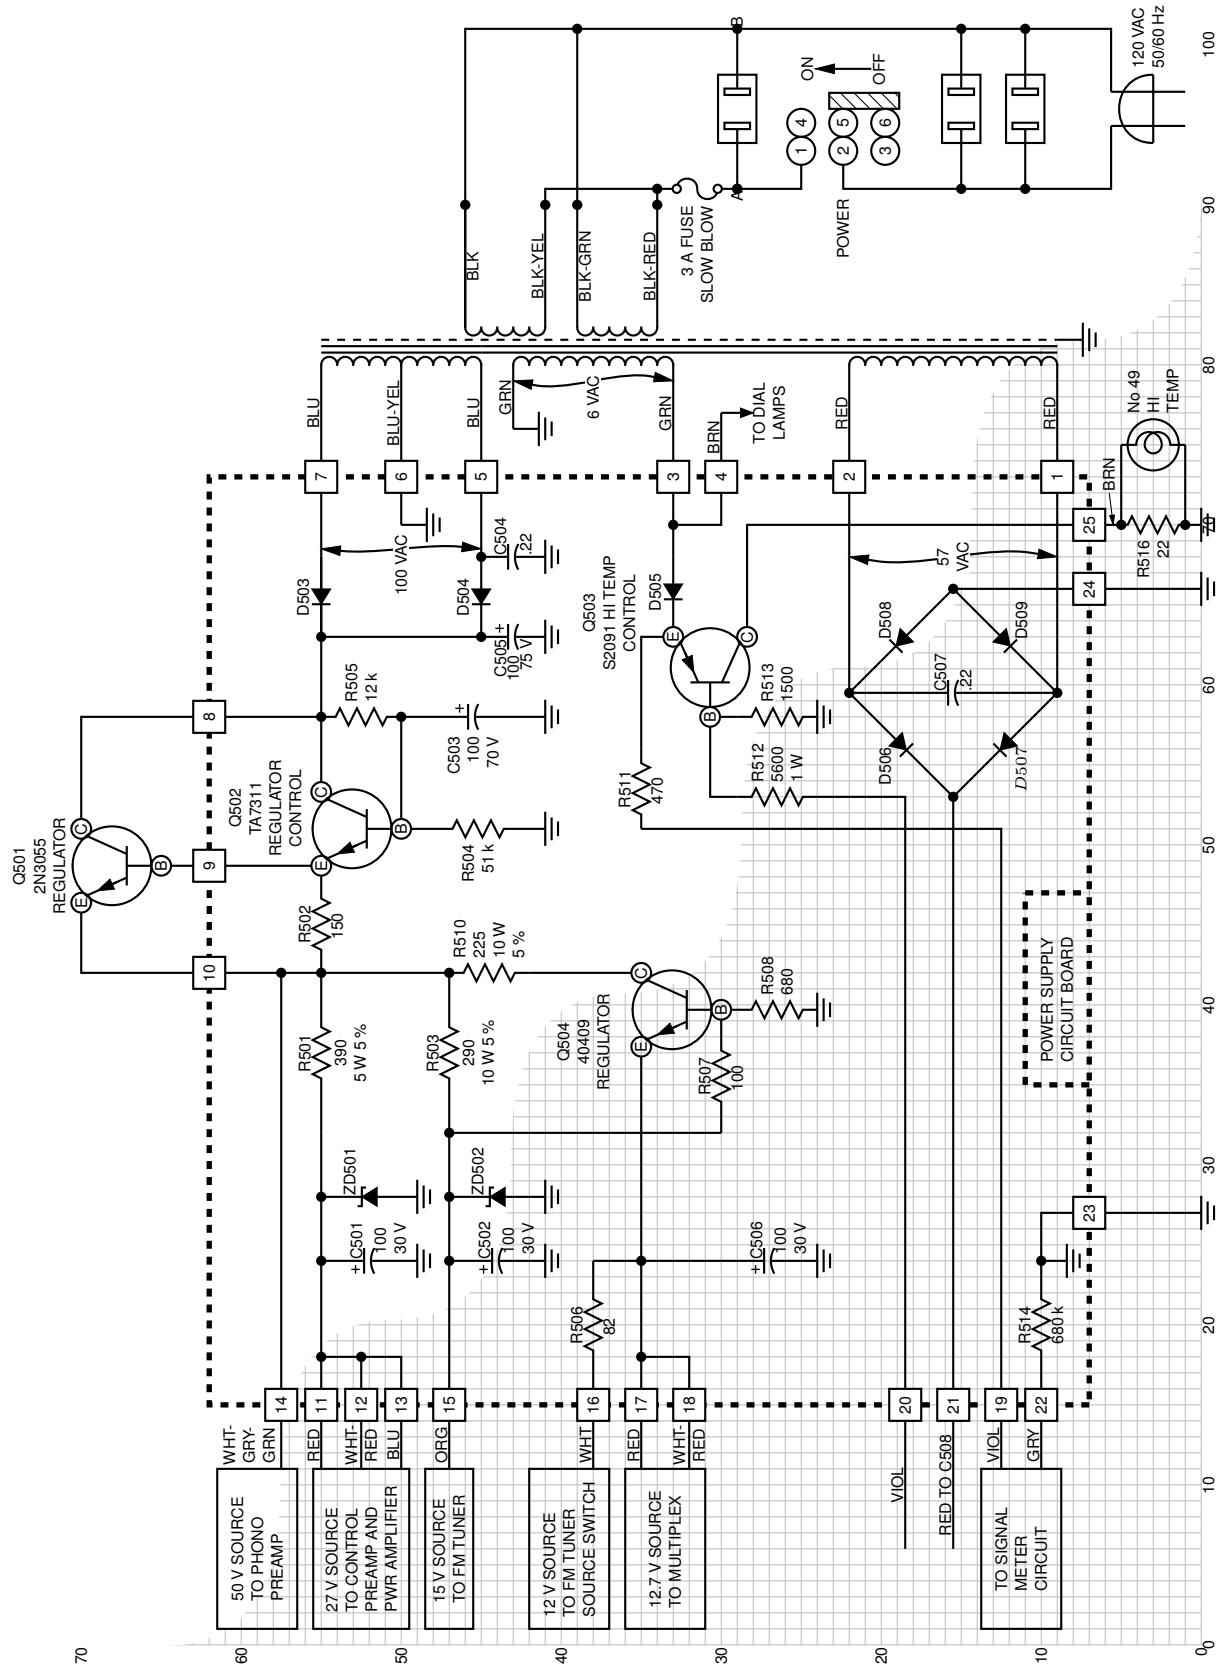 Q501
2N3055
REGULATOR
E
C
B
10
9
8
Q502
TA7311
REGULATOR
CONTROL
E
C
B
R502
150
R505
12 k
C503
+
100
70 V
R504
51 k
D503
D504
100 VAC
C504
.22
C505
+
100
75 V
7
6
5
BLU
BLU-YEL
BLU
GRN
6 VAC
GRN
BRN
TO DIAL
LAMPS
3
4
2
1
RED
RED
BLK
BLK-YEL
BLK-GRN
BLK-RED
3 A FUSE
SLOW BLOW
A
B
POWER
ON
OFF
1
4
2
5
3
6
120 VAC
50/60 Hz
No 49
HI
TEMP
BRN
R516
22
25
24
57
VAC
D508
D509
D506
D507
C507
.22
Q503
S2091 HI TEMP
CONTROL
D505
E
C
B
R513
1500
R512
5600
1 W
R511
470
R510
225
10 W
5 %
R501
390
5 W 5 %
R503
290
10 W 5 %
Q504
40409
REGULATOR
E
C
B
R508
680
R507
100
ZD501
ZD502
C501
+
100
30 V
C502
+
100
30 V
C506
+
100
30 V
R506
82
R514
680 k
23
POWER SUPPLY
CIRCUIT BOARD
14
11
12
13
15
16
17
18
20
21
19
22
WHT-
GRY-
GRN
RED
WHT-
RED
BLU
ORG
WHT
RED
WHT-
RED
VIOL
RED TO C508
VIOL
GRY
50 V SOURCE
TO PHONO
PREAMP
27 V SOURCE
TO CONTROL
PREAMP AND
PWR AMPLIFIER
15 V SOURCE
TO FM TUNER
12 V SOURCE
TO FM TUNER
SOURCE SWITCH
12.7 V SOURCE
TO MULTIPLEX
TO SIGNAL
METER
CIRCUIT
0
10
20
30
40
50
60
70
80
90
100
0
10
20
30
40
50
60
70